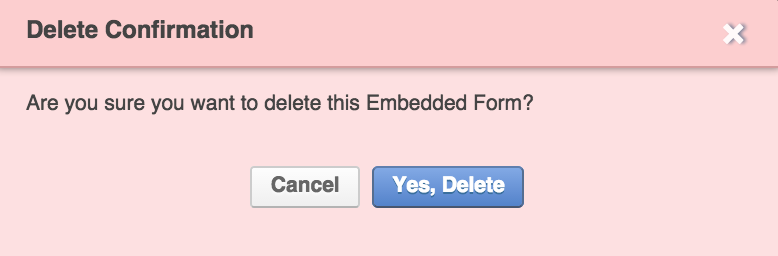 Delete Confirmation
Are you sure you want to delete this Embedded Form?
Cancel
Yes, Delete